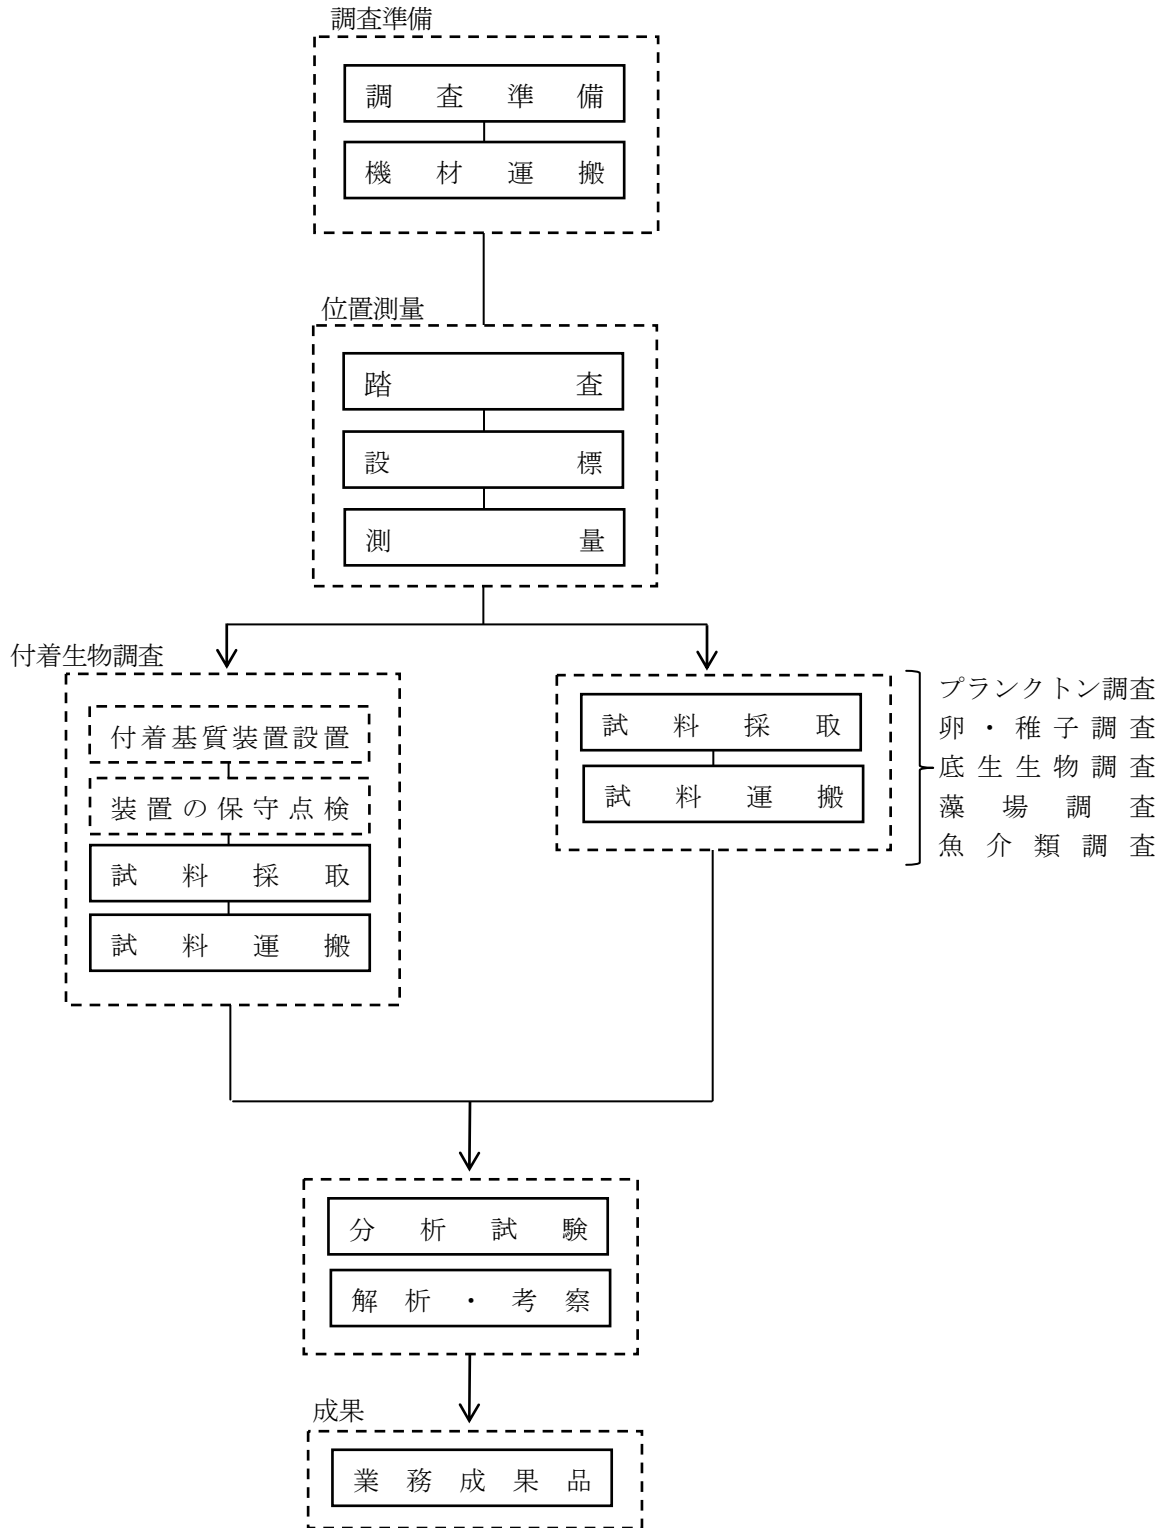 調査準備
調査準備
機材運搬
位置測量
踏査
設標
測量
付着生物調査
付着基質装置設置
装置の保守点検
試料採取
試料運搬
試料採取
試料運搬
プランクトン調査
卵・稚子調査
底生生物調査
藻場調査
魚介類調査
分析試験
解析・考察
成果
業務成果品